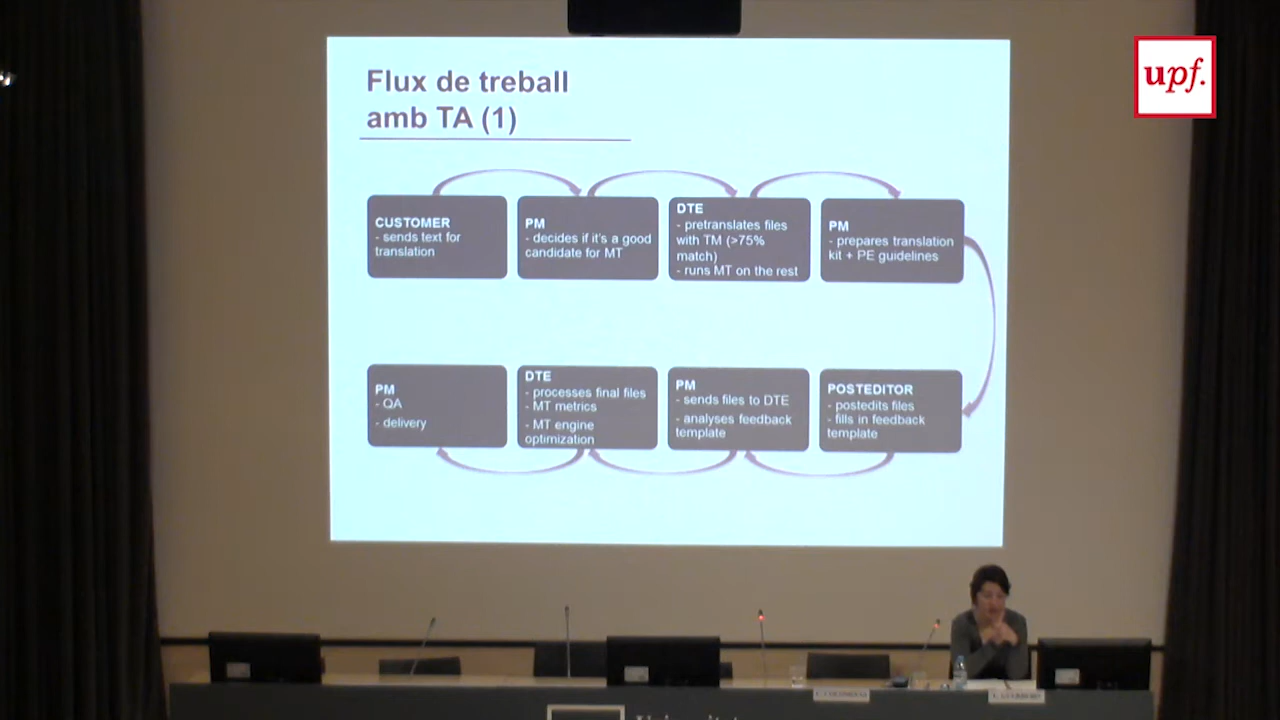 Flux de treball
amb TA (1)
CUSTOMER
- sends text for
translation
PM
- decides if it's a good
candidate for MT
DTE
- pretranslates files
with TM (>75%
match)
- runs MT on the rest
PM
- prepares translation
kit + PE guidelines
PM
- QA
- delivery
DTE
- processes final files
- MT metrics
- MT engine
optimization
PM
- sends files to DTE
- analyses feedback
template
POSTEDITOR
- postedits files
- fills in feedback
template
upf.